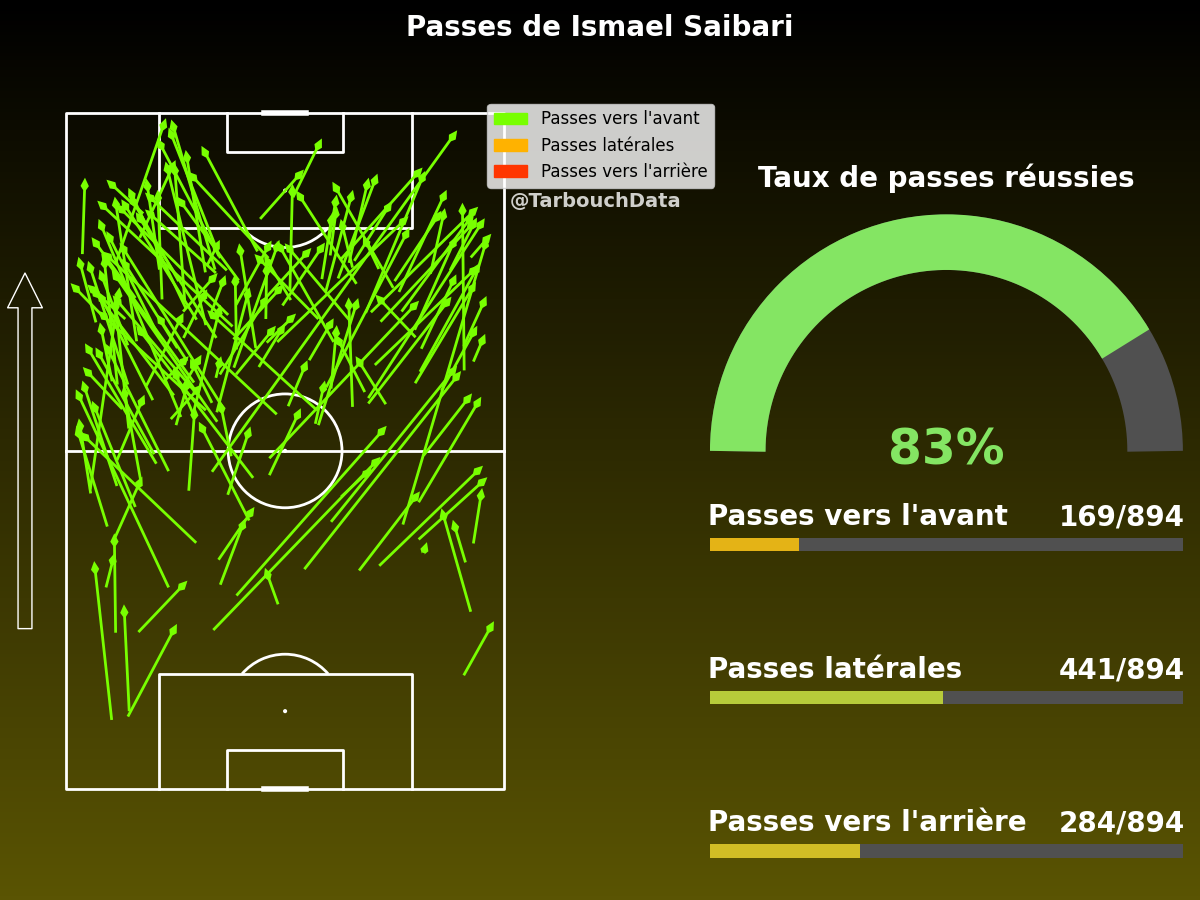 Passes de Ismael Saibari
Passes vers l'avant
Passes latérales
Passes vers l'arrière
@TarbouchData
Taux de passes réussies
83%
Passes vers l'avant 169/894
Passes latérales 441/894
Passes vers l'arrière 284/894